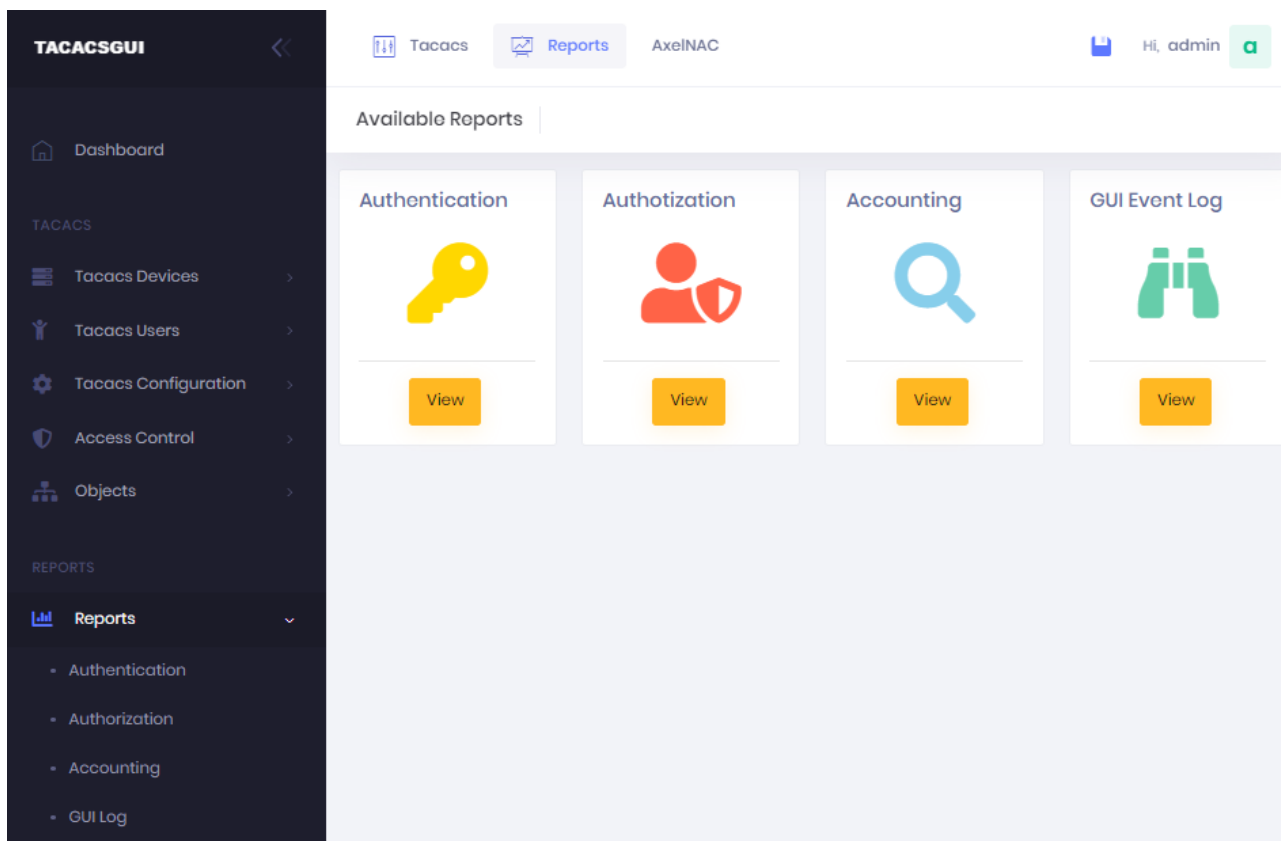 TACACSGUI
Tacacs
Reports
AxelNAC
Hi, admin
a
Available Reports
Dashboard
TACACS
Tacacs Devices
Tacacs Users
Tacacs Configuration
Access Control
Objects
REPORTS
Reports
Authentication
Authorization
Accounting
GUI Log
Authentication
View
Authotization
View
Accounting
View
GUI Event Log
View